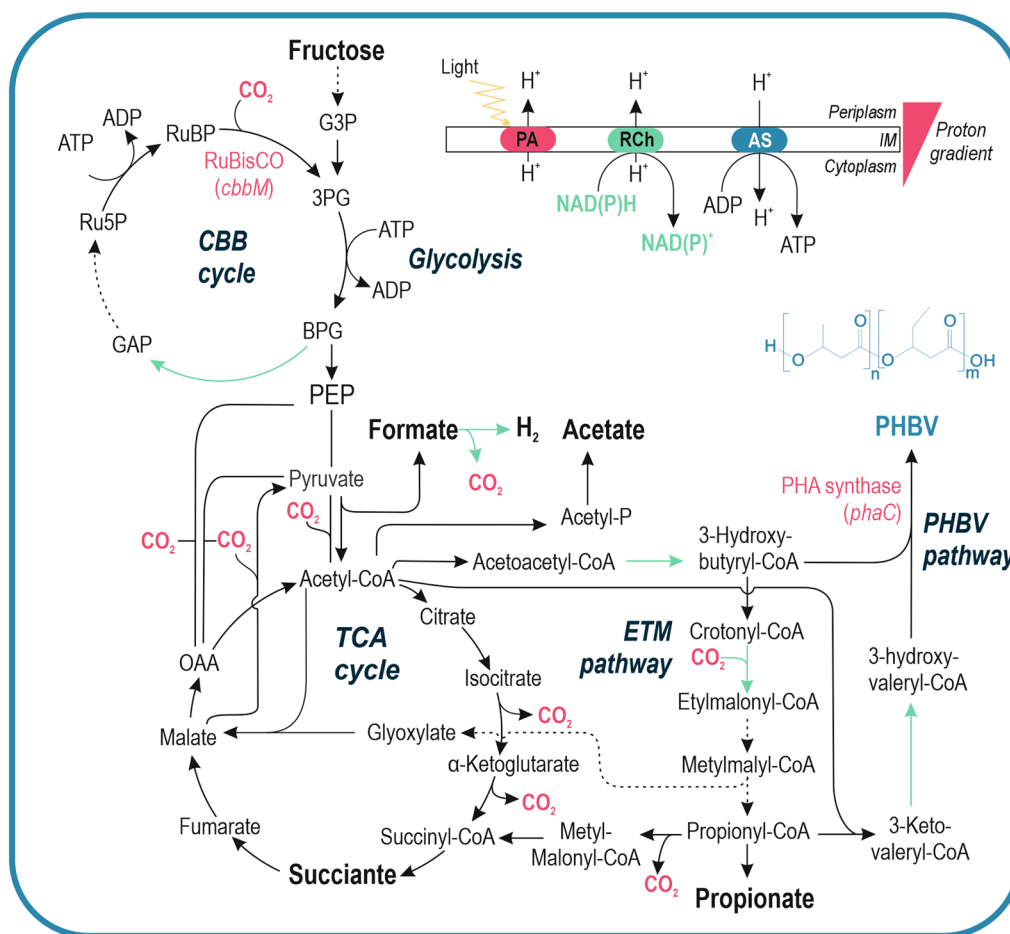 Fructose
CO2
G3P
ADP
ATP
RuBP
RuBisCO
(cbbM)
3PG
Ru5P
CBB
cycle
ATP
Glycolysis
ADP
BPG
GAP
PEP
Light
H+
H+
H+
Periplasm
PA
RCh
AS
IM
Cytoplasm
Proton
gradient
H+
H+
NAD(P)H
ADP
H+
NAD(P)+
ATP
H
O
O
n
O
O
m
OH
PHBV
Formate
H2
Acetate
CO2
Pyruvate
CO2
PHA synthase
(phaC)
Acetyl-P
PHBV
pathway
CO2
CO2
Acetoacetyl-CoA
3-Hydroxy-
butyryl-CoA
Acetyl-CoA
Citrate
TCA
cycle
ETM
pathway
Crotonyl-CoA
CO2
OAA
Isocitrate
3-hydroxy-
valeryl-CoA
Etylmalonyl-CoA
CO2
Malate
Glyoxylate
α-Ketoglutarate
Metylmalyl-CoA
CO2
Fumarate
Succinyl-CoA
Metyl-
Malonyl-CoA
Propionyl-CoA
3-Keto-
valeryl-CoA
Succiante
CO2
Propionate